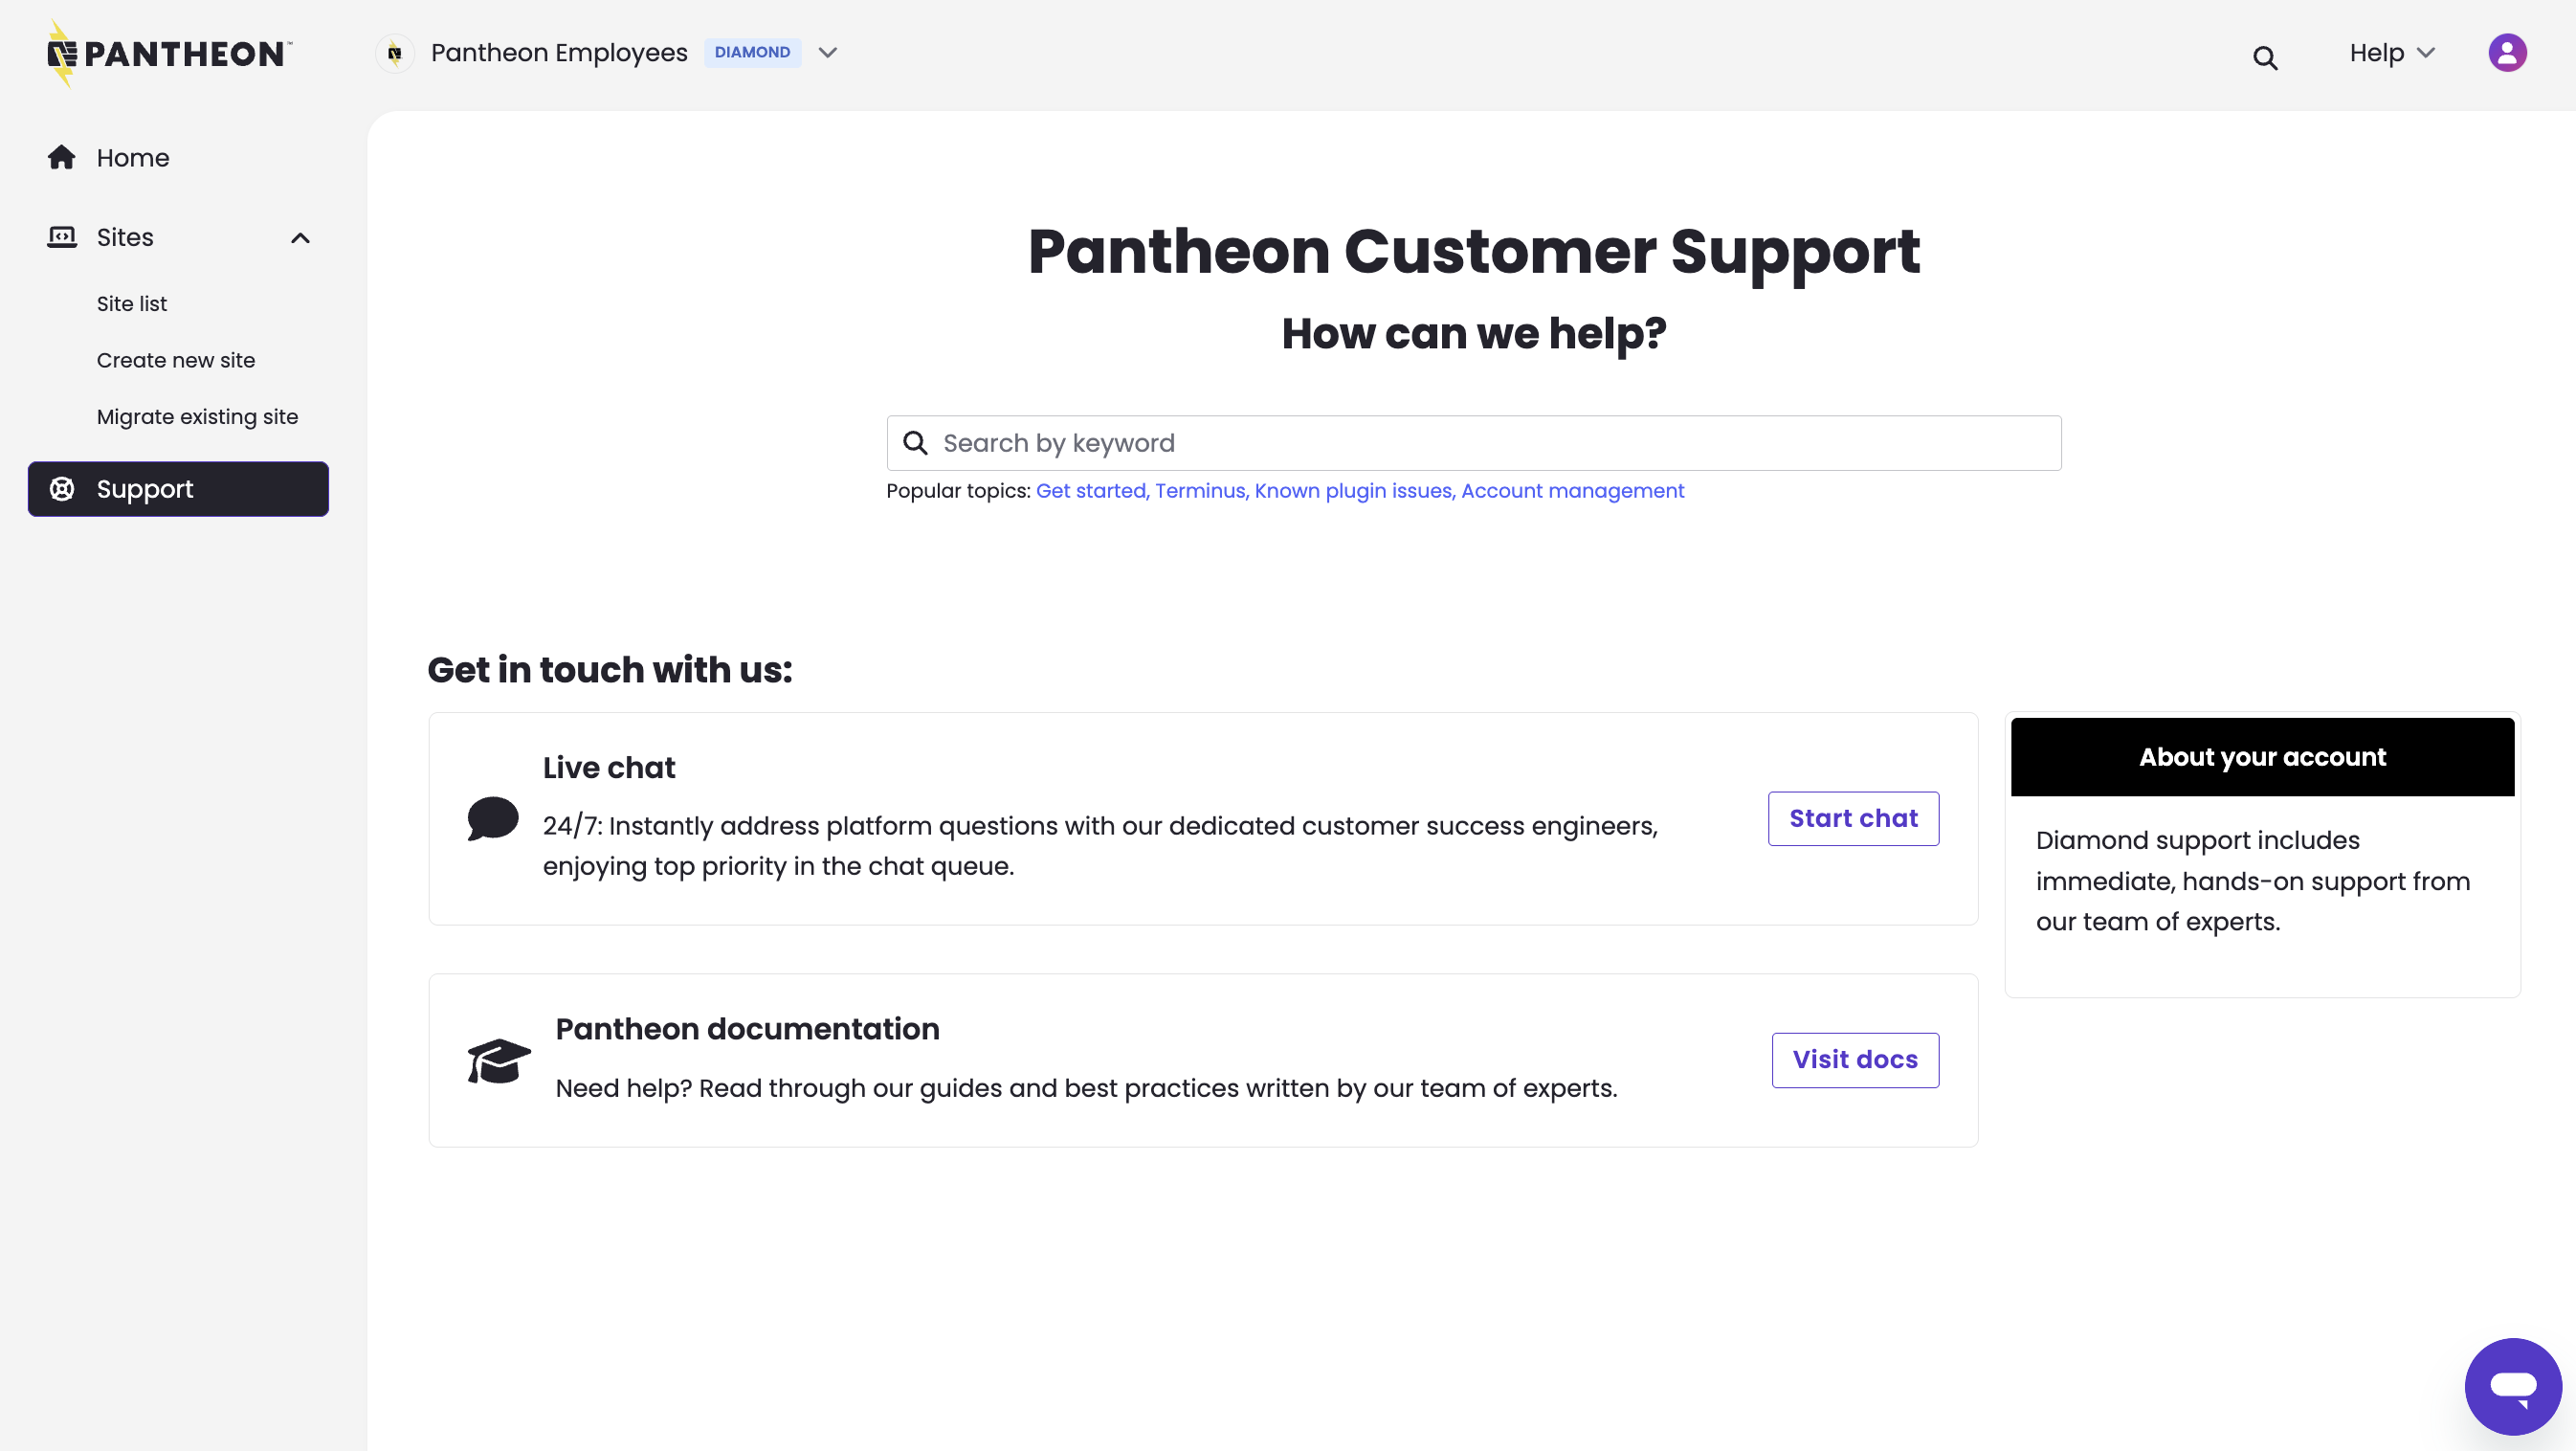 PANTHEON™
Pantheon Employees DIAMOND
Help
Home
Sites
Site list
Create new site
Migrate existing site
Support
Pantheon Customer Support
How can we help?
Search by keyword
Popular topics: Get started, Terminus, Known plugin issues, Account management
Get in touch with us:
Live chat
24/7: Instantly address platform questions with our dedicated customer success engineers,
enjoying top priority in the chat queue.
Start chat
Pantheon documentation
Need help? Read through our guides and best practices written by our team of experts.
Visit docs
About your account
Diamond support includes
immediate, hands-on support from
our team of experts.